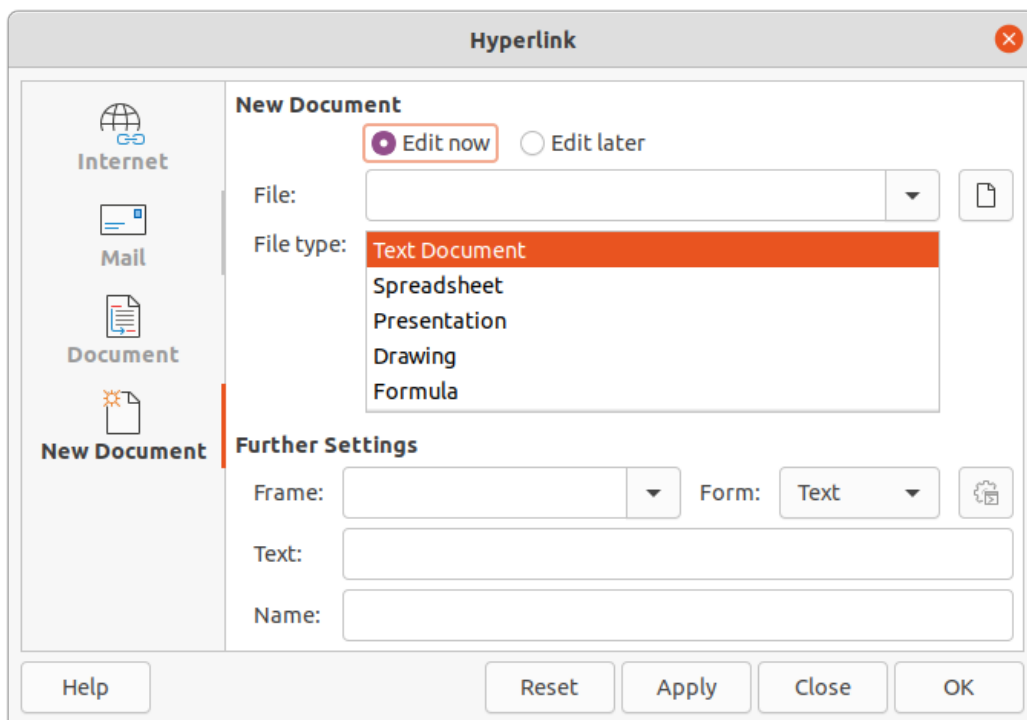 Hyperlink
Internet
Mail
Document
New Document
New Document
Edit now Edit later
File:
File type: Text Document
Spreadsheet
Presentation
Drawing
Formula
Further Settings
Frame: Form: Text
Text:
Name:
Help Reset Apply Close OK